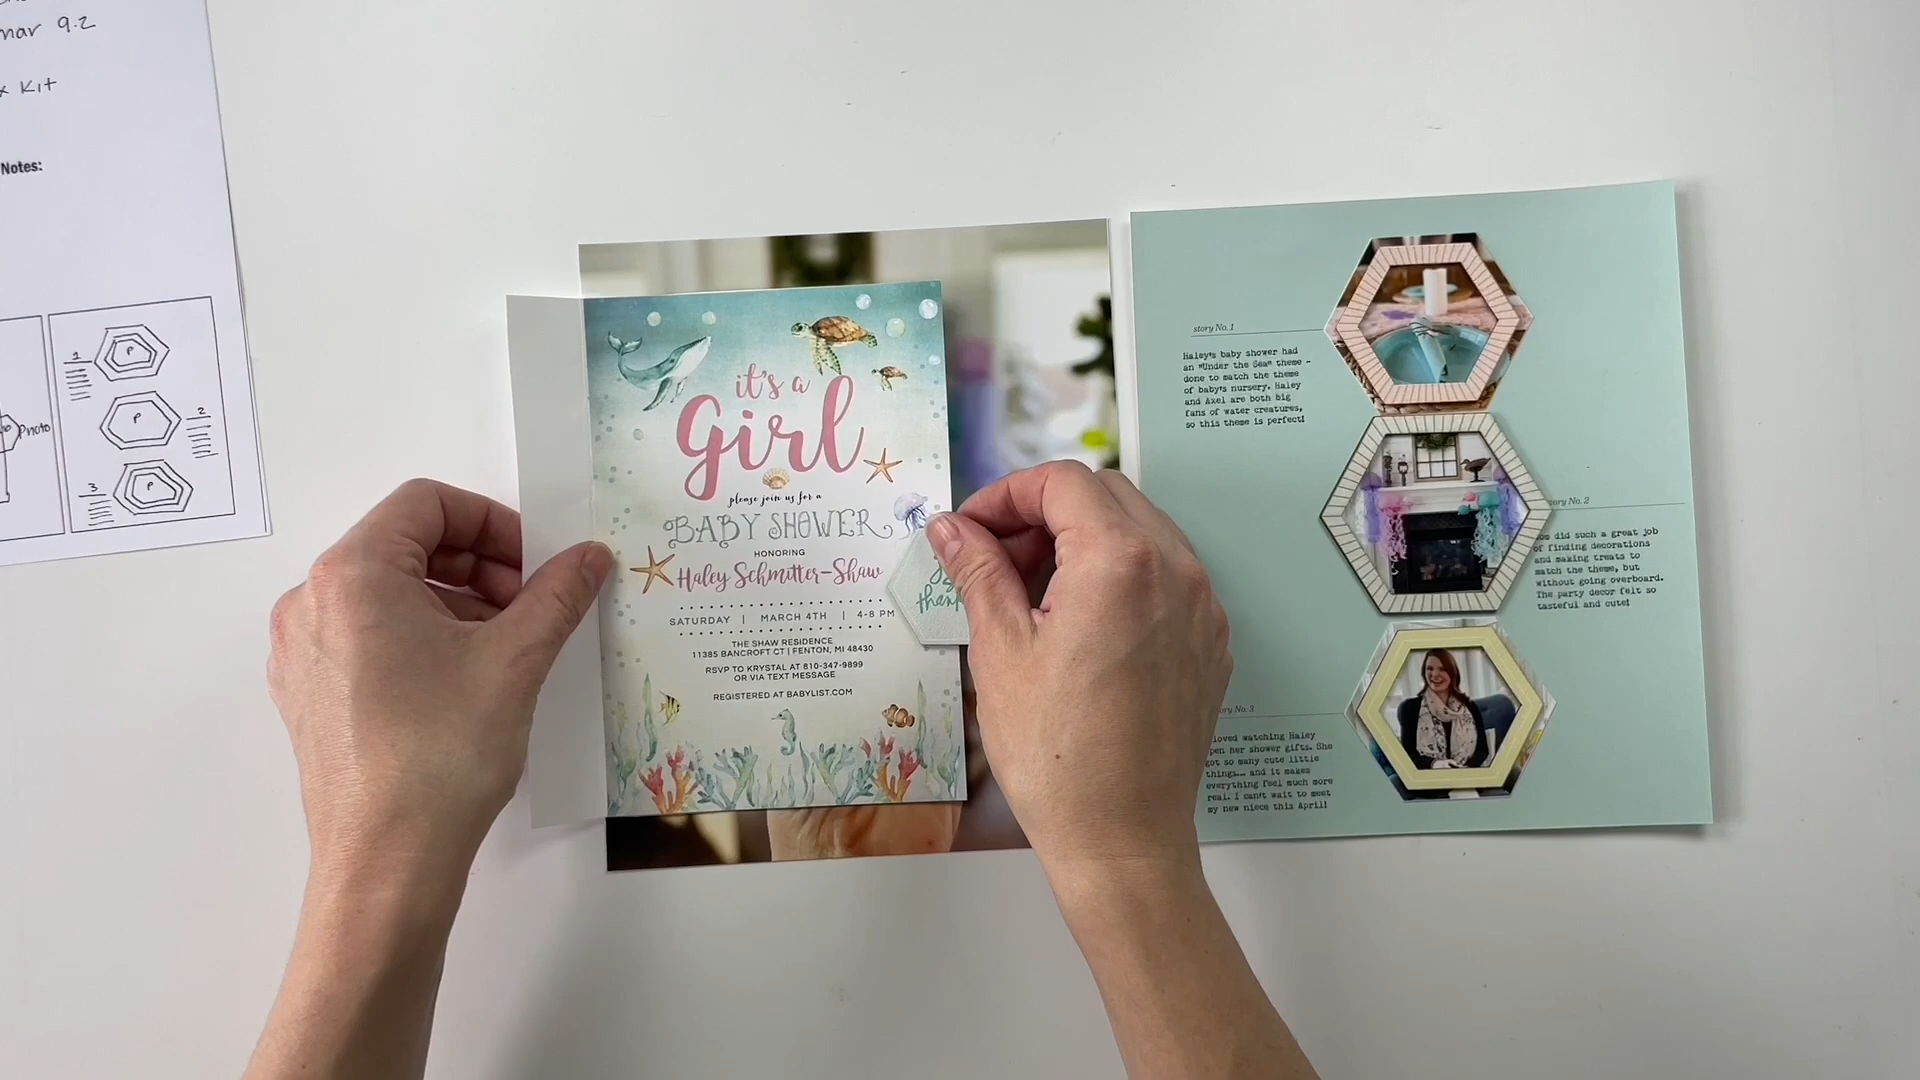 mar 9.2
Kit
Notes:
1
P
2
P
Photo
3
P
it's a
Girl
please join us for a
BABY SHOWER
HONORING
Haley Schmitter-Shaw
SATURDAY | MARCH 4TH | 4-8 PM
THE SHAW RESIDENCE
11385 BANCROFT CT | FENTON, MI 48430
RSVP TO KRYSTAL AT 810-347-9899
OR VIA TEXT MESSAGE
REGISTERED AT BABYLIST.COM
story No. 1
Haley's baby shower had
an "Under the Sea" theme -
done to match the theme
of baby's nursery. Haley
and Axel are both big
fans of water creatures,
so this theme is perfect!
story No. 2
did such a great job
of finding decorations
and making treats to
match the theme, but
without going overboard.
The party decor felt so
tasteful and cute!
No. 3
loved watching Haley
open her shower gifts. She
got so many cute little
things... and it makes
everything feel much more
real. I can't wait to meet
my new niece this April!